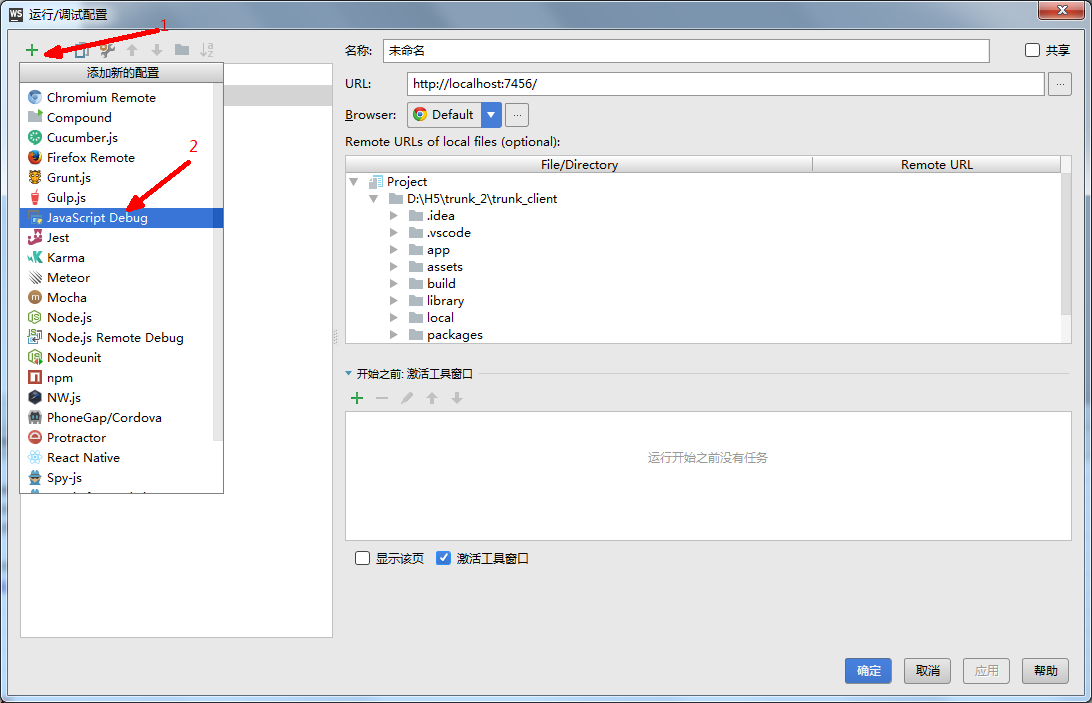 WS 运行/调试配置
1
添加新的配置
Chromium Remote
Compound
Cucumber.js
Firefox Remote
2
Grunt.js
Gulp.js
JavaScript Debug
Jest
Karma
Meteor
Mocha
Node.js
Node.js Remote Debug
Nodeunit
npm
NW.js
PhoneGap/Cordova
Protractor
React Native
Spy-js
名称: 未命名 共享
URL: http://localhost:7456/ ...
Browser: Default ...
Remote URLs of local files (optional):
File/Directory Remote URL
Project
D:\H5\trunk_2\trunk_client
.idea
.vscode
app
assets
build
library
local
packages
开始之前: 激活工具窗口
运行开始之前没有任务
显示该页 激活工具窗口
确定 取消 应用 帮助